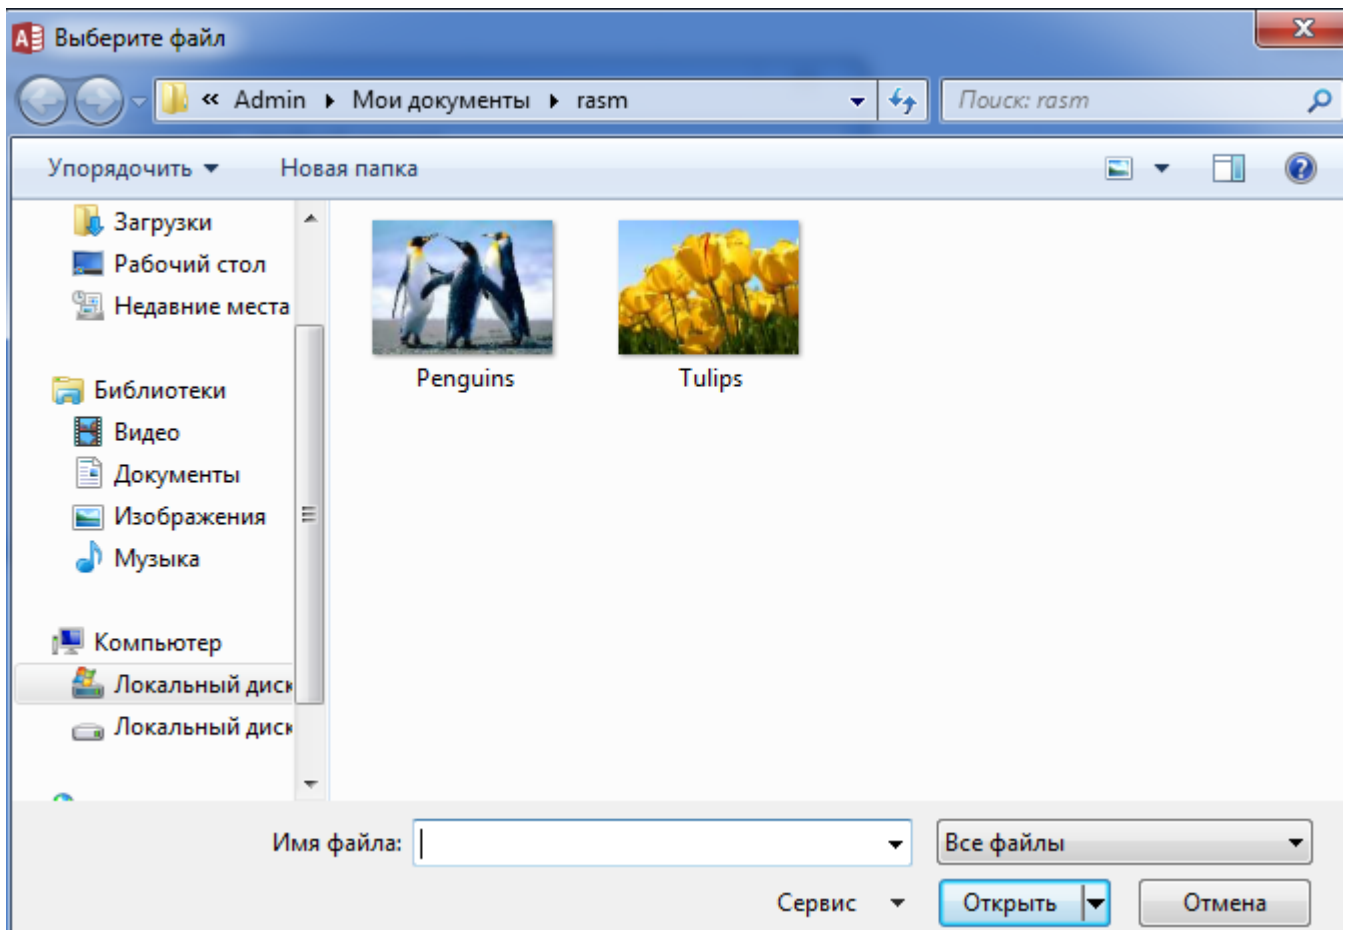 Выберите файл
« Admin Мои документы rasm
Поиск: rasm
Упорядочить Новая папка
Загрузки
Рабочий стол
Недавние места
Penguins Tulips
Библиотеки
Видео
Документы
Изображения
Музыка
Компьютер
Локальный диск
Локальный диск
Имя файла:
Все файлы
Сервис
Открыть
Отмена